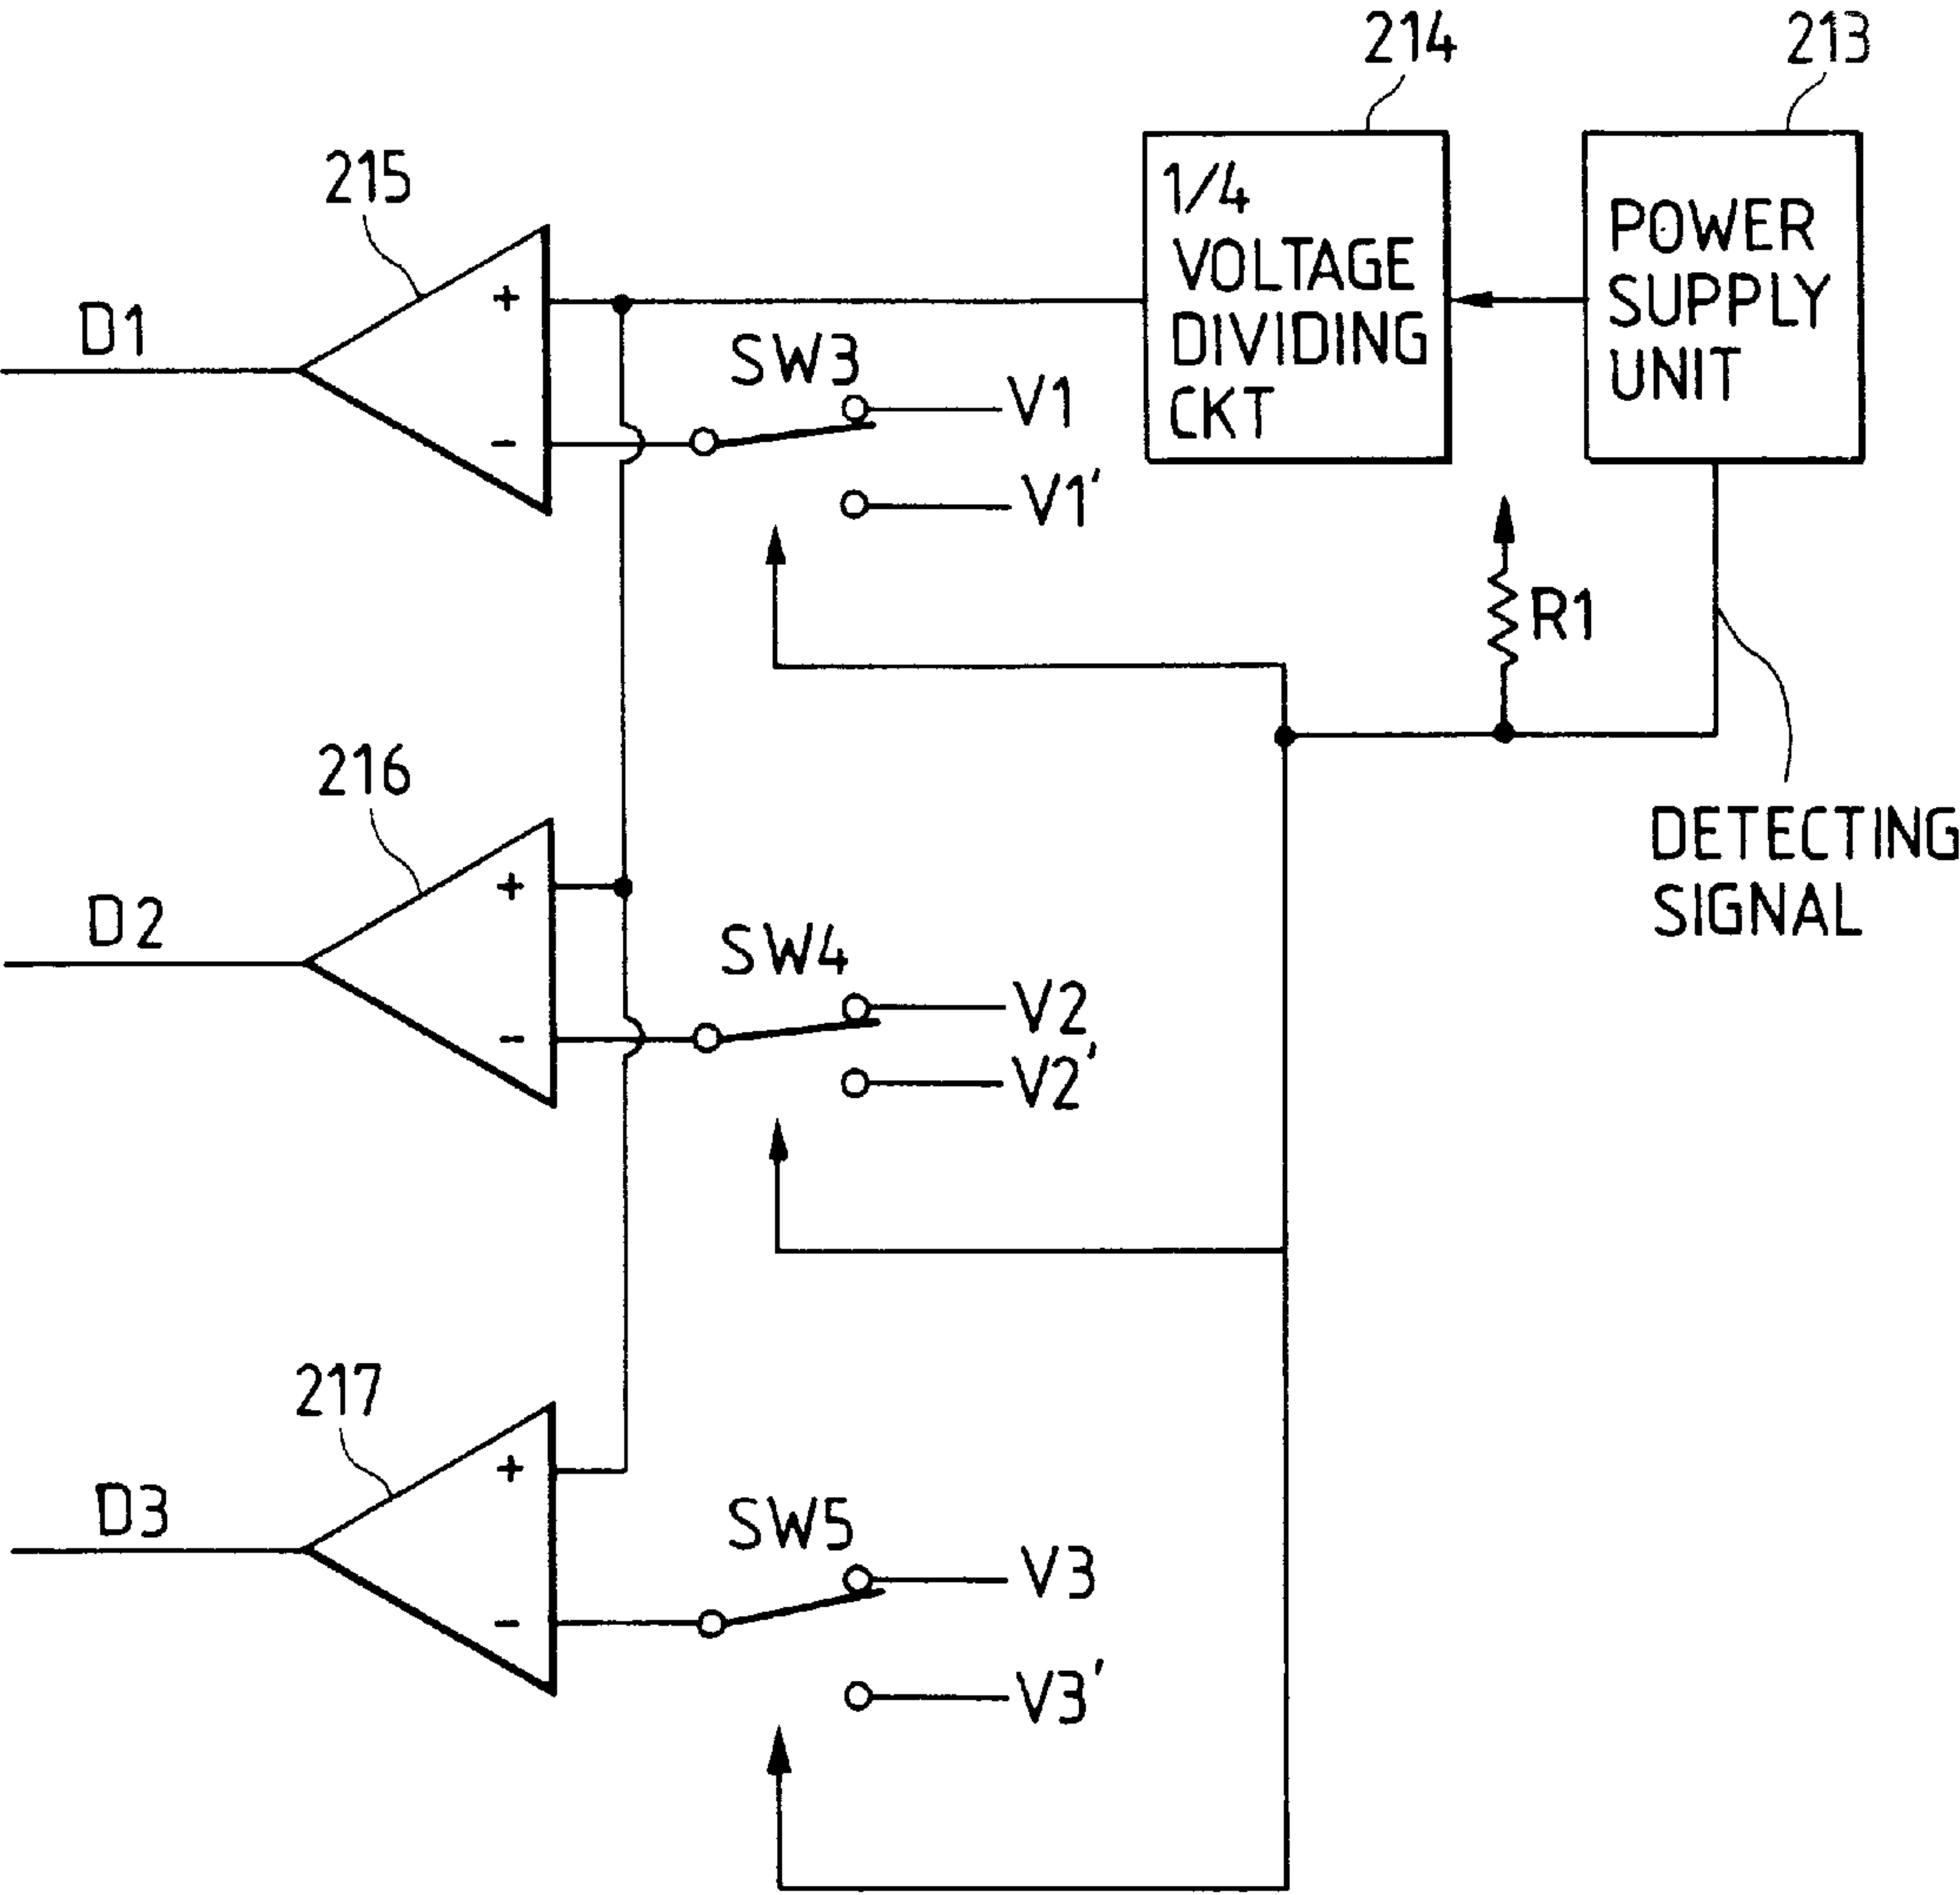 214
213
215
1/4
VOLTAGE
DIVIDING
CKT
POWER
SUPPLY
UNIT
+
D1
SW3
V1
-
V1'
R1
216
DETECTING
SIGNAL
+
D2
SW4
V2
-
V2'
217
+
D3
SW5
V3
-
V3'